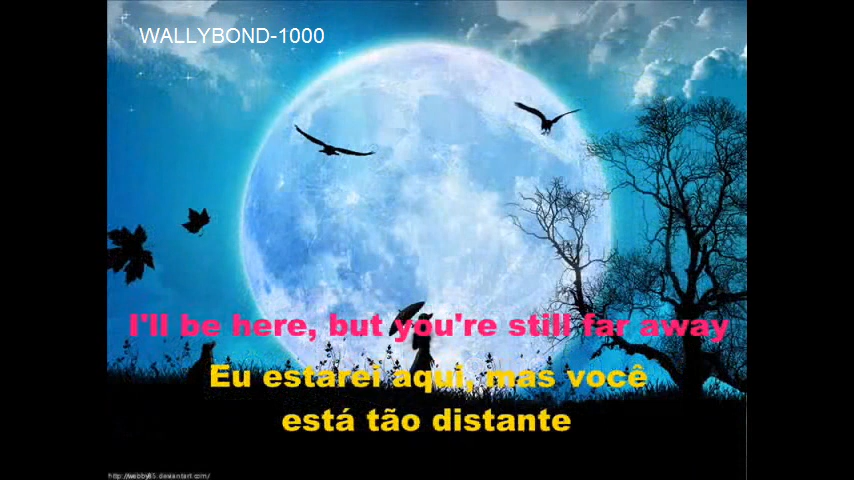 WALLYBOND-1000
I'll be here, but you're still far away
Eu estarei aqui, mas você
está tão distante
http://webby85.deviantart.com/